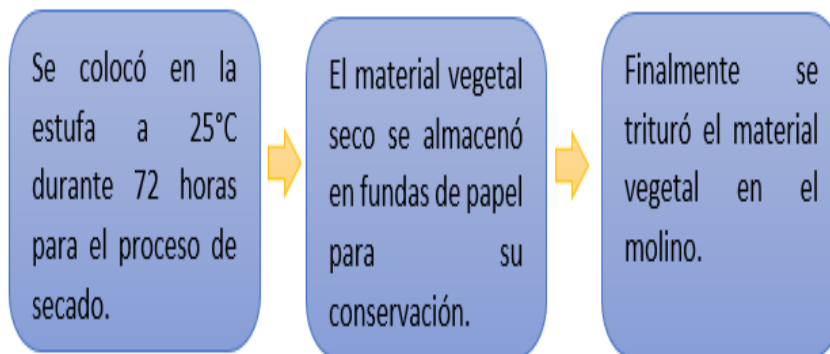 Se colocó en la
estufa a 25°C
durante 72 horas
para el proceso de
secado.
El material vegetal
seco se almacenó
en fundas de papel
para su
conservación.
Finalmente se
trituró el material
vegetal en el
molino.